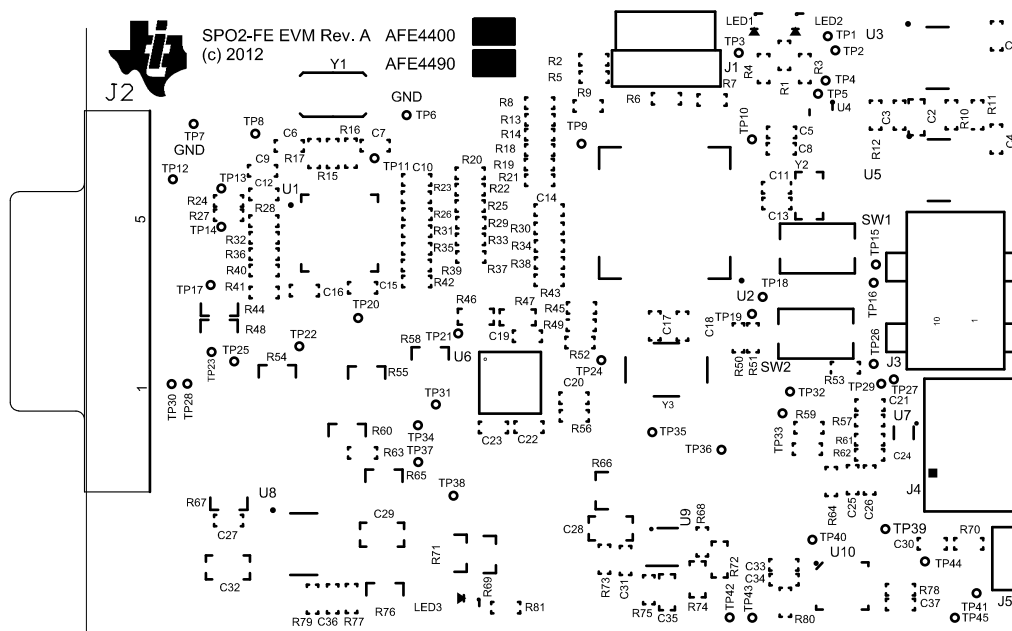 SPO2-FE EVM Rev. A AFE4400
(c) 2012
AFE4490
LED1
LED2
TP1
U3
TP2
TP3
Y1
R2
R5
J1
R4
R1
R3
TP4
TP5
U4
J2
GND
TP6
R9
R6
R7
R8
R13
R14
R18
R19
R21
TP9
TP10
C5
C8
Y2
C3
C2
R10
R11
R12
C4
U5
TP7
GND
TP8
C6
R16
C7
R17
R15
TP11
C10
R20
TP12
C9
TP13
C12
U1
R23
R22
C14
C11
C13
R24
R27
R28
R26
R25
TP14
R32
R31
R29
R30
R33
R34
R36
R35
R40
R39
R37
R38
R41
C16
C15
R42
R43
5
SW1
TP15
TP16
TP17
TP18
U2
TP19
R44
R48
TP20
R46
R47
R45
R49
C17
C18
TP21
C19
U6
R58
R52
R50
R51
SW2
TP26
10
1
J3
TP22
TP23
TP25
R54
R55
TP24
R53
TP29
TP27
1
TP30
TP28
TP31
C20
Y3
TP32
C21
R56
R59
R57
U7
TP33
R60
TP34
C23
C22
TP35
TP36
R61
R62
C24
R63
TP37
R65
R66
TP38
R64
C25
C26
J4
R67
U8
C27
C29
C28
U9
R68
TP39
R70
C30
TP40
U10
R71
R72
C33
C34
TP44
C32
R69
R73
C31
R78
C37
TP41
J5
R79
C36
R77
R76
LED3
R81
R75
C35
R74
TP42
TP43
R80
TP45